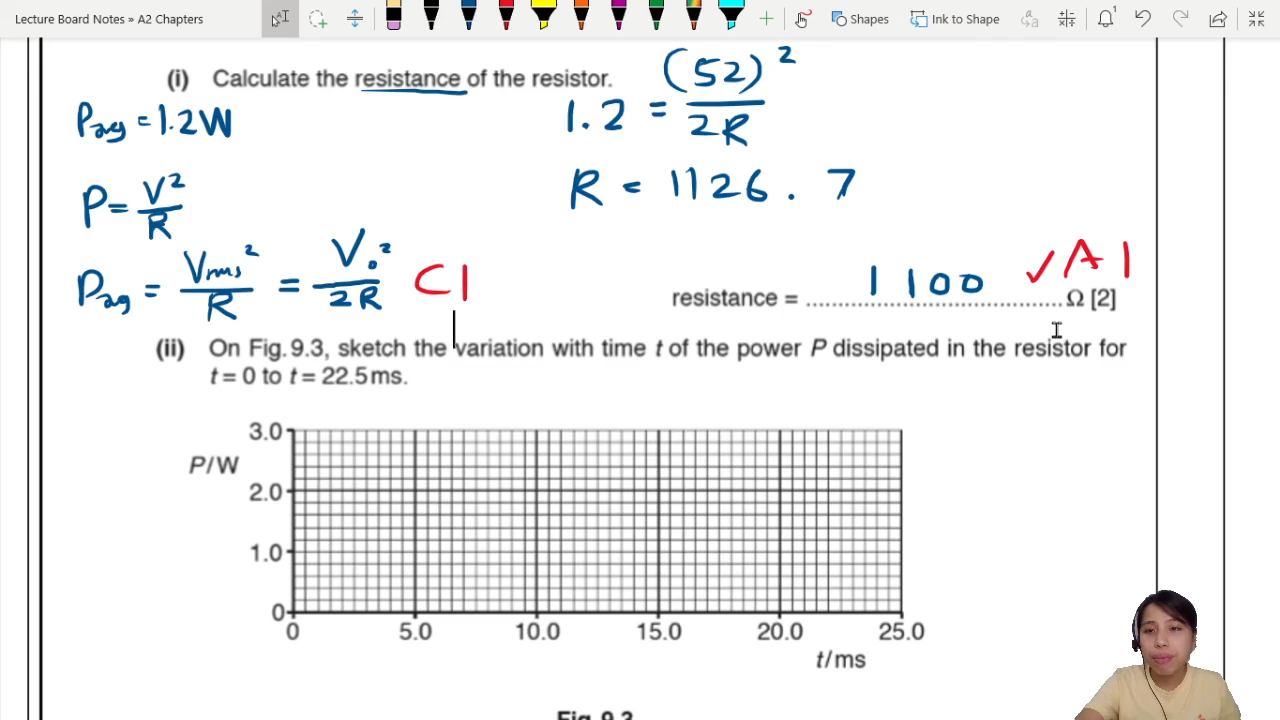 Lecture Board Notes » A2 Chapters
Shapes
Ink to Shape
1
(i) Calculate the resistance of the resistor.
Pavg = 1.2W
P = V²/R
Pavg = Vrms²/R = V₀²/2R C1
1.2 = (52)²/2R
R = 1126.7
1100 ✓ A1
resistance = ........................................ Ω [2]
(ii) On Fig. 9.3, sketch the variation with time t of the power P dissipated in the resistor for
t = 0 to t = 22.5 ms.
3.0
P/W
2.0
1.0
0
0 5.0 10.0 15.0 20.0 25.0
t/ms
Fig. 9.3